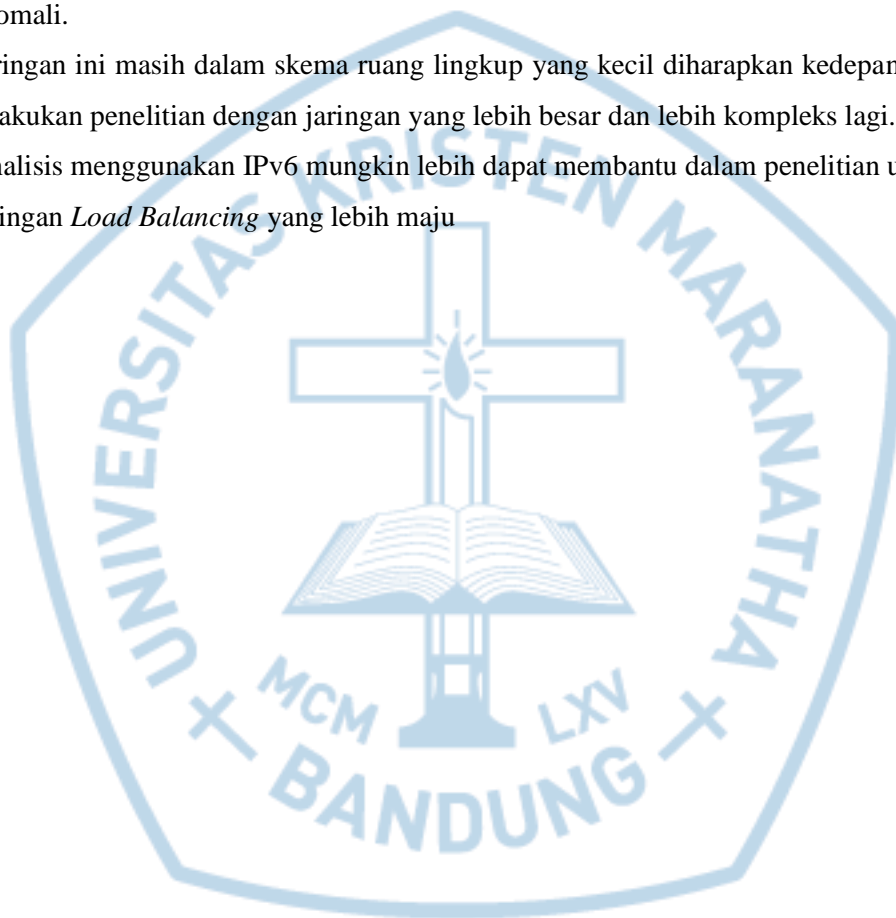 omali.
ringan ini masih dalam skema ruang lingkup yang kecil diharapkan kedepan
akukan penelitian dengan jaringan yang lebih besar dan lebih kompleks lagi.
nalisis menggunakan IPv6 mungkin lebih dapat membantu dalam penelitian u
ingan Load Balancing yang lebih maju
UNIVERSITAS KRISTEN MARANATHA
MCM LXV
BANDUNG